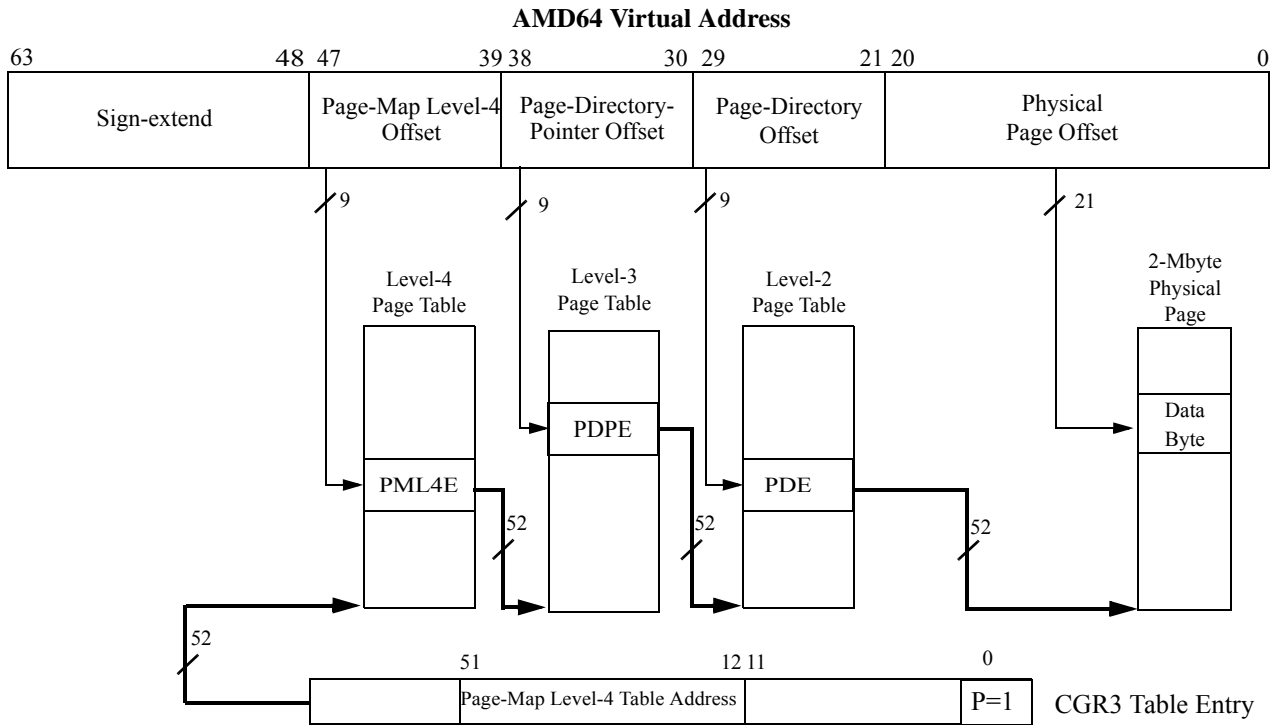 AMD64 Virtual Address
63 48 47 39 38 30 29 21 20 0
Sign-extend
Page-Map Level-4
Offset
Page-Directory-
Pointer Offset
Page-Directory
Offset
Physical
Page Offset
9
9
9
21
Level-4
Page Table
Level-3
Page Table
Level-2
Page Table
2-Mbyte
Physical
Page
PML4E
PDPE
PDE
Data
Byte
52
52
52
52
51 12 11 0
Page-Map Level-4 Table Address
P=1
CGR3 Table Entry